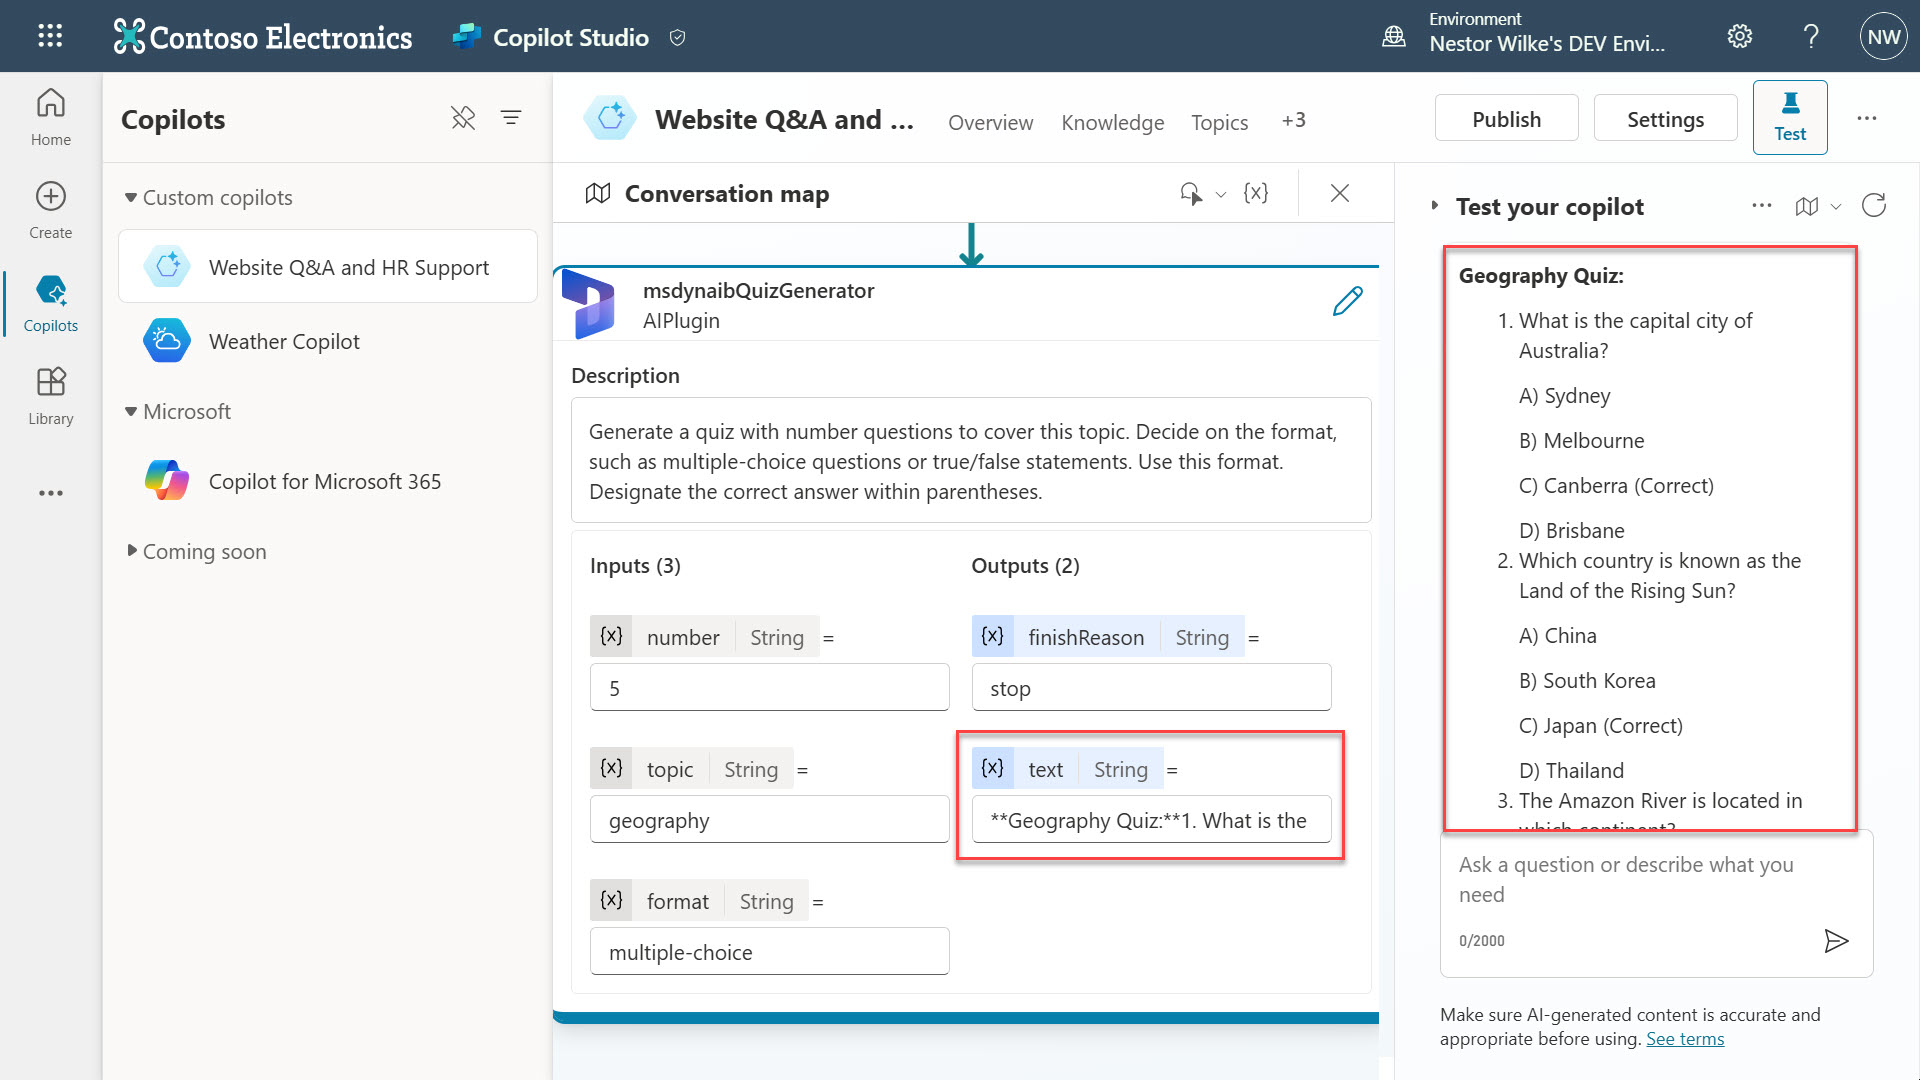 Contoso Electronics
Copilot Studio
Environment
Nestor Wilke's DEV Envi...
?
NW
Home
Create
Copilots
Library
Copilots
Custom copilots
Website Q&A and HR Support
Weather Copilot
Microsoft
Copilot for Microsoft 365
Coming soon
Website Q&A and ...
Overview
Knowledge
Topics
+3
Publish
Settings
Test
Conversation map
{x}
msdynaibQuizGenerator
AIPlugin
Description
Generate a quiz with number questions to cover this topic. Decide on the format,
such as multiple-choice questions or true/false statements. Use this format.
Designate the correct answer within parentheses.
Inputs (3)
{x} number String =
5
{x} topic String =
geography
{x} format String =
multiple-choice
Outputs (2)
{x} finishReason String =
stop
{x} text String =
**Geography Quiz:**1. What is the
Test your copilot
Geography Quiz:
1. What is the capital city of
Australia?
A) Sydney
B) Melbourne
C) Canberra (Correct)
D) Brisbane
2. Which country is known as the
Land of the Rising Sun?
A) China
B) South Korea
C) Japan (Correct)
D) Thailand
3. The Amazon River is located in
which continent?
Ask a question or describe what you
need
0/2000
Make sure AI-generated content is accurate and
appropriate before using. See terms